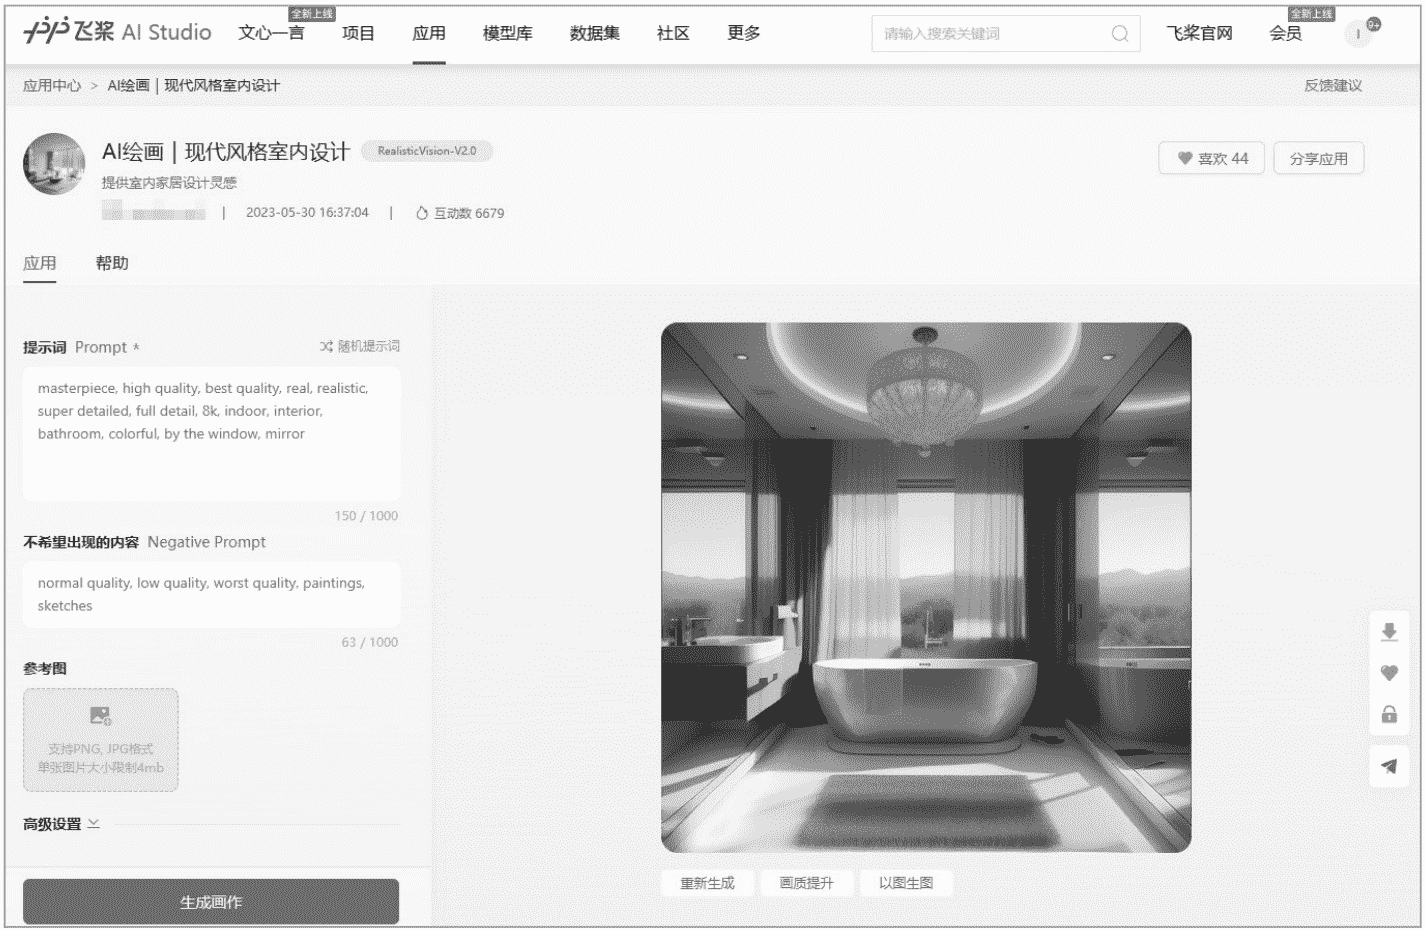 全新上线 全新上线
飞桨 AI Studio 文心一言 项目 应用 模型库 数据集 社区 更多 请输入搜索关键词 飞桨官网 会员 I 9+
应用中心 > AI绘画 | 现代风格室内设计 反馈建议
AI绘画 | 现代风格室内设计 RealisticVision-V2.0 喜欢 44 分享应用
提供室内家居设计灵感
| 2023-05-30 16:37:04 | 互动数 6679
应用 帮助
提示词 Prompt * 随机提示词
masterpiece, high quality, best quality, real, realistic,
super detailed, full detail, 8k, indoor, interior,
bathroom, colorful, by the window, mirror
150 / 1000
不希望出现的内容 Negative Prompt
normal quality, low quality, worst quality, paintings,
sketches
63 / 1000
参考图
支持PNG, JPG格式
单张图片大小限制4mb
高级设置
生成画作
重新生成 画质提升 以图生图